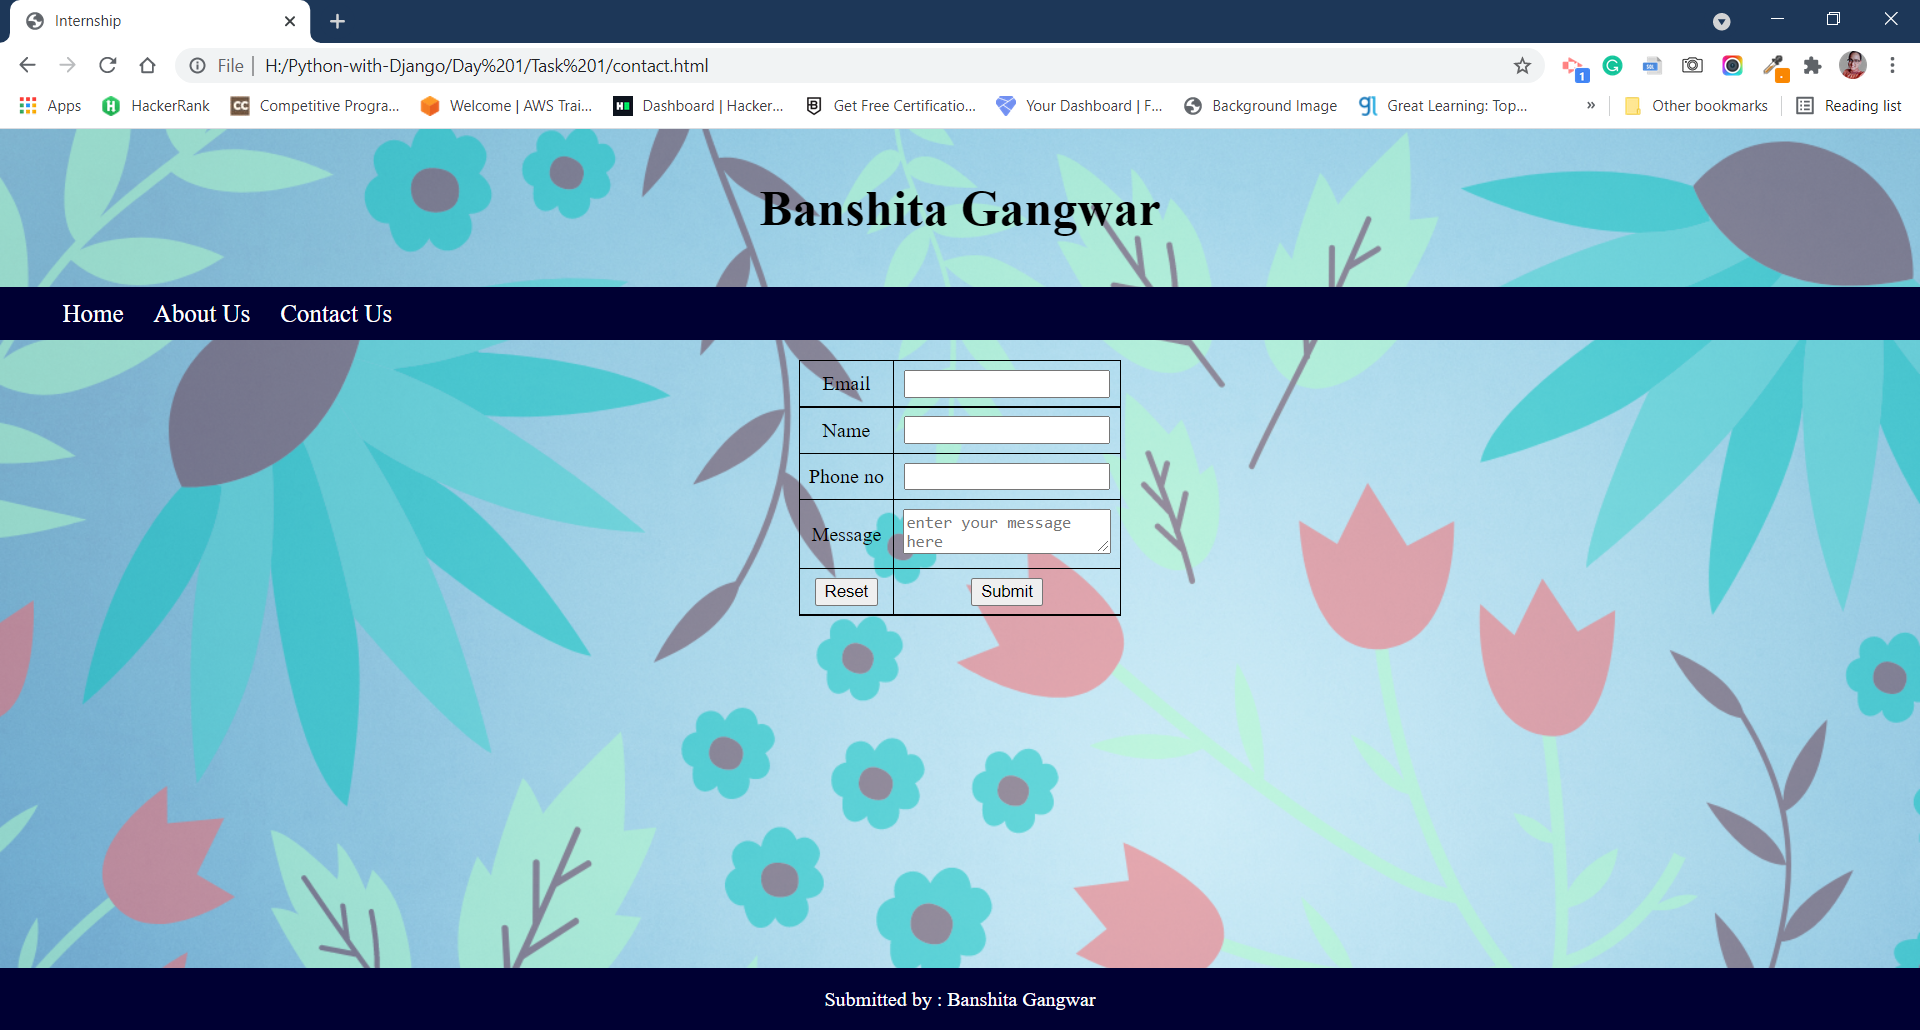 Internship
File H:/Python-with-Django/Day%201/Task%201/contact.html
Apps HackerRank CC Competitive Progra... Welcome | AWS Trai... Dashboard | Hacker... Get Free Certificatio... Your Dashboard | F... Background Image gl Great Learning: Top... » Other bookmarks Reading list
Banshita Gangwar
Home About Us Contact Us
Email
Name
Phone no
Message enter your message
here
Reset Submit
Submitted by : Banshita Gangwar